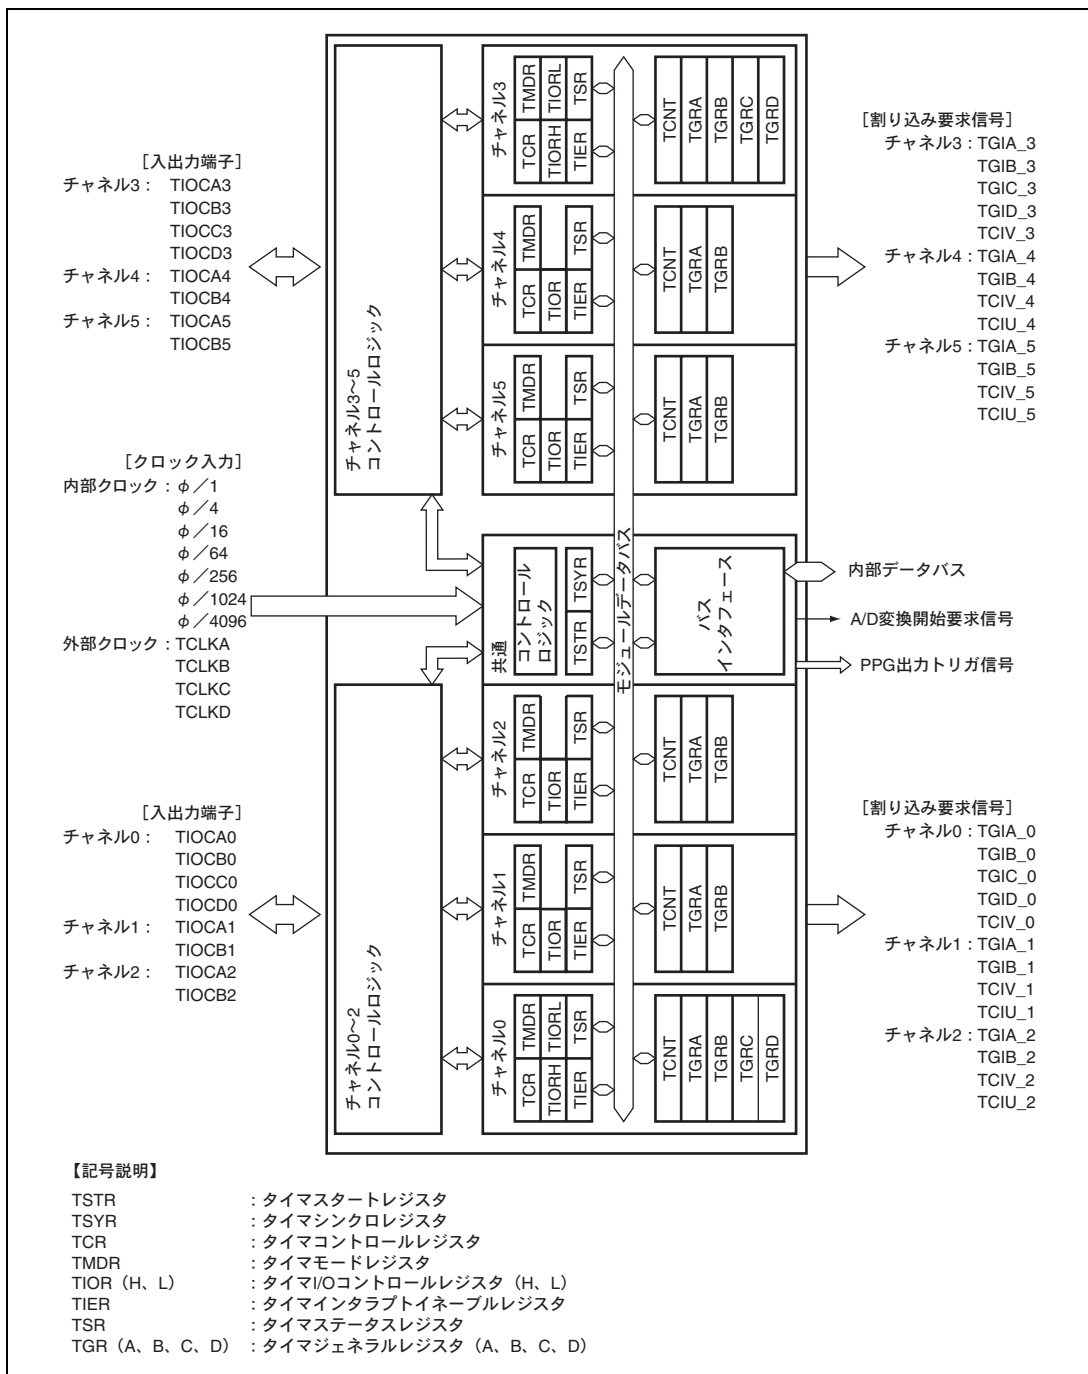 [入出力端子]
チャネル3: TIOCA3
TIOCB3
TIOCC3
TIOCD3
チャネル4: TIOCA4
TIOCB4
チャネル5: TIOCA5
TIOCB5
[クロック入力]
内部クロック:φ/1
φ/4
φ/16
φ/64
φ/256
φ/1024
φ/4096
外部クロック:TCLKA
TCLKB
TCLKC
TCLKD
[入出力端子]
チャネル0: TIOCA0
TIOCB0
TIOCC0
TIOCD0
チャネル1: TIOCA1
TIOCB1
チャネル2: TIOCA2
TIOCB2
チャネル3~5
コントロールロジック
チャネル0~2
コントロールロジック
チャネル3
TCR TMDR
TIORH TIORL
TIER TSR
TCNT
TGRA
TGRB
TGRC
TGRD
チャネル4
TCR TMDR
TIOR
TIER TSR
TCNT
TGRA
TGRB
チャネル5
TCR TMDR
TIOR
TIER TSR
TCNT
TGRA
TGRB
共通
コントロール
ロジック
TSTR TSYR
モジュールデータバス
バス
インタフェース
チャネル2
TCR TMDR
TIOR
TIER TSR
TCNT
TGRA
TGRB
チャネル1
TCR TMDR
TIOR
TIER TSR
TCNT
TGRA
TGRB
チャネル0
TCR TMDR
TIORH TIORL
TIER TSR
TCNT
TGRA
TGRB
TGRC
TGRD
[割り込み要求信号]
チャネル3:TGIA_3
TGIB_3
TGIC_3
TGID_3
TCIV_3
チャネル4:TGIA_4
TGIB_4
TCIV_4
TCIU_4
チャネル5:TGIA_5
TGIB_5
TCIV_5
TCIU_5
内部データバス
A/D変換開始要求信号
PPG出力トリガ信号
[割り込み要求信号]
チャネル0:TGIA_0
TGIB_0
TGIC_0
TGID_0
TCIV_0
チャネル1:TGIA_1
TGIB_1
TCIV_1
TCIU_1
チャネル2:TGIA_2
TGIB_2
TCIV_2
TCIU_2
【記号説明】
TSTR :タイマスタートレジスタ
TSYR :タイマシンクロレジスタ
TCR :タイマコントロールレジスタ
TMDR :タイマモードレジスタ
TIOR(H、L) :タイマI/Oコントロールレジスタ(H、L)
TIER :タイマインタラプトイネーブルレジスタ
TSR :タイマステータスレジスタ
TGR(A、B、C、D) :タイマジェネラルレジスタ(A、B、C、D)